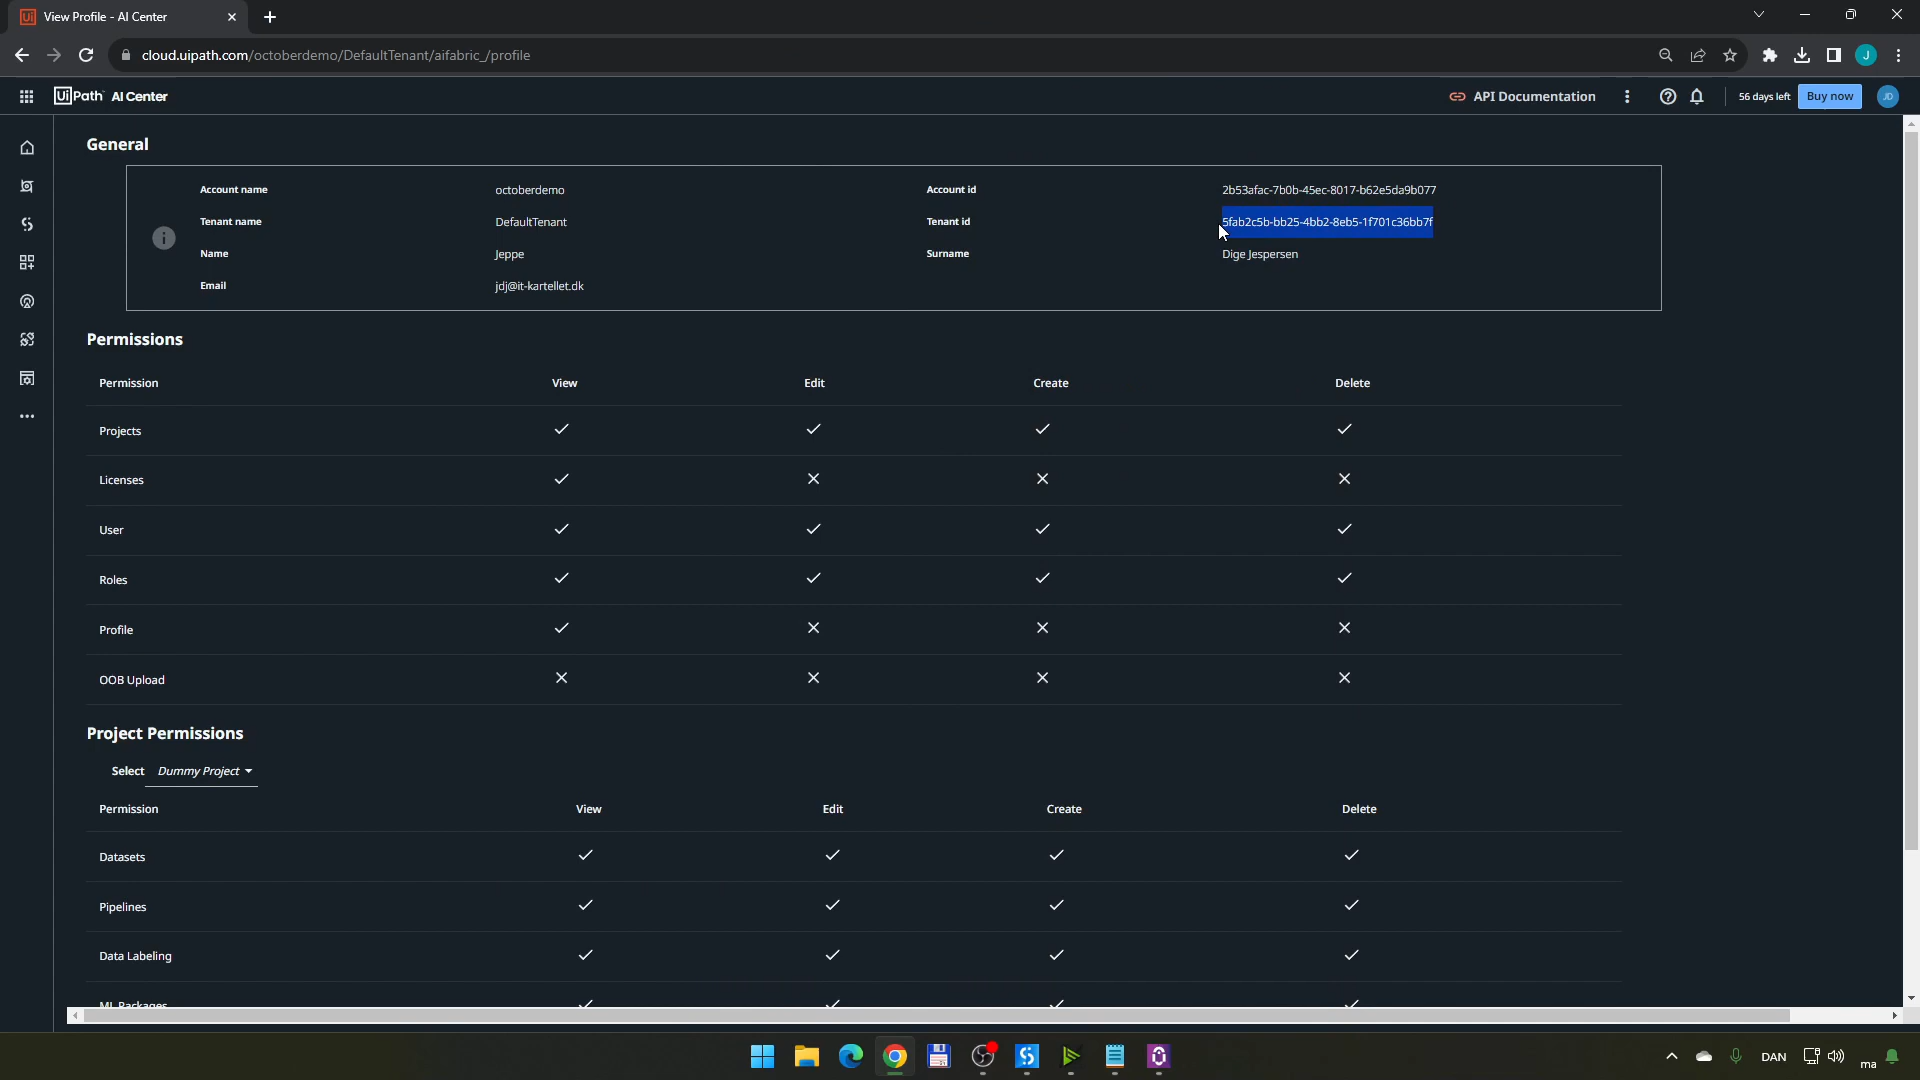 View Profile - AI Center
cloud.uipath.com/octoberdemo/DefaultTenant/aifabric_/profile
J
UiPath AI Center
API Documentation
56 days left
Buy now
JD
General
Account name octoberdemo Account id 2b53afac-7b0b-45ec-8017-b62e5da9b077
Tenant name DefaultTenant Tenant id 5fab2c5b-bb25-4bb2-8eb5-1f701c36bb7f
Name Jeppe Surname Dige Jespersen
Email jdj@it-kartellet.dk
Permissions
Permission View Edit Create Delete
Projects
Licenses
User
Roles
Profile
OOB Upload
Project Permissions
Select Dummy Project
Permission View Edit Create Delete
Datasets
Pipelines
Data Labeling
ML Packages
DAN
ma